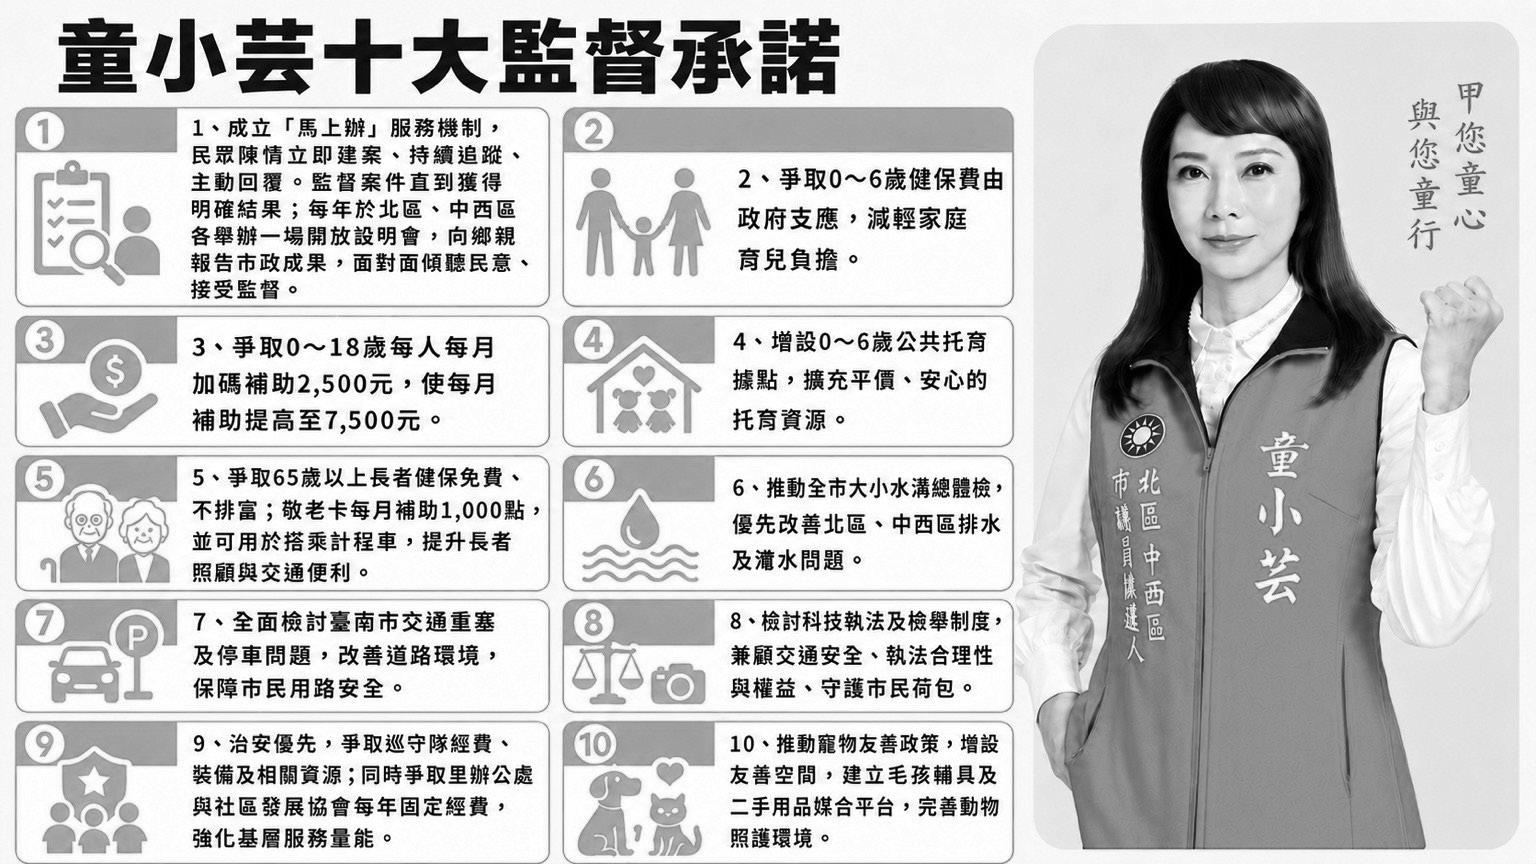 童小芸十大監督承諾
1
1、成立「馬上辦」服務機制，
民眾陳情立即建案、持續追蹤、
主動回覆。監督案件直到獲得
明確結果；每年於北區、中西區
各舉辦一場開放說明會，向鄉親
報告市政成果，面對面傾聽民意、
接受監督。
2
2、爭取0～6歲健保費由
政府支應，減輕家庭
育兒負擔。
3
$
3、爭取0～18歲每人每月
加碼補助2,500元，使每月
補助提高至7,500元。
4
4、增設0～6歲公共托育
據點，擴充平價、安心的
托育資源。
5
5、爭取65歲以上長者健保免費、
不排富；敬老卡每月補助1,000點，
並可用於搭乘計程車，提升長者
照顧與交通便利。
6
6、推動全市大小水溝總體檢，
優先改善北區、中西區排水
及淹水問題。
7
P
7、全面檢討臺南市交通重塞
及停車問題，改善道路環境，
保障市民用路安全。
8
8、檢討科技執法及檢舉制度，
兼顧交通安全、執法合理性
與權益、守護市民荷包。
9
9、治安優先，爭取巡守隊經費、
裝備及相關資源；同時爭取里辦公處
與社區發展協會每年固定經費，
強化基層服務量能。
10
10、推動寵物友善政策，增設
友善空間，建立毛孩輔具及
二手用品媒合平台，完善動物
照護環境。
甲您童心
與您童行
童小芸
北區中西區
市議員候選人